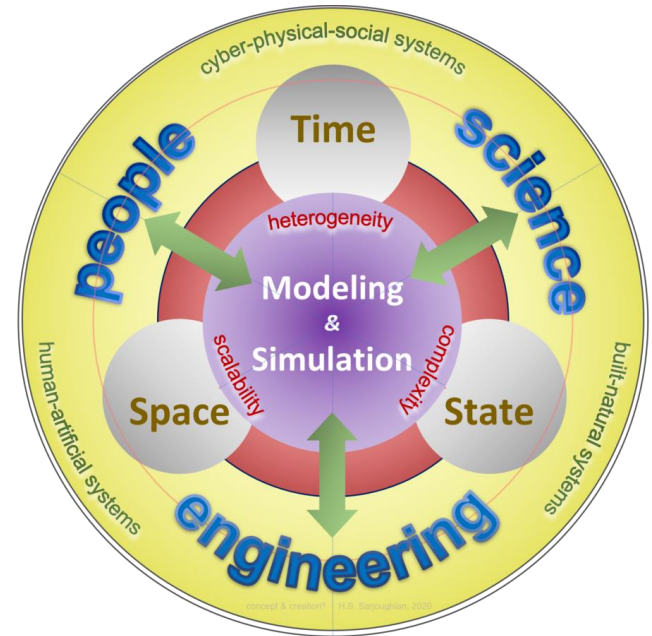 cyber-physical-social systems
Time
people
science
heterogeneity
Modeling
&
Simulation
scalability
complexity
Space
State
human-artificial systems
built-natural systems
engineering
concept & creation* H.S. Sarjoughian, 2020